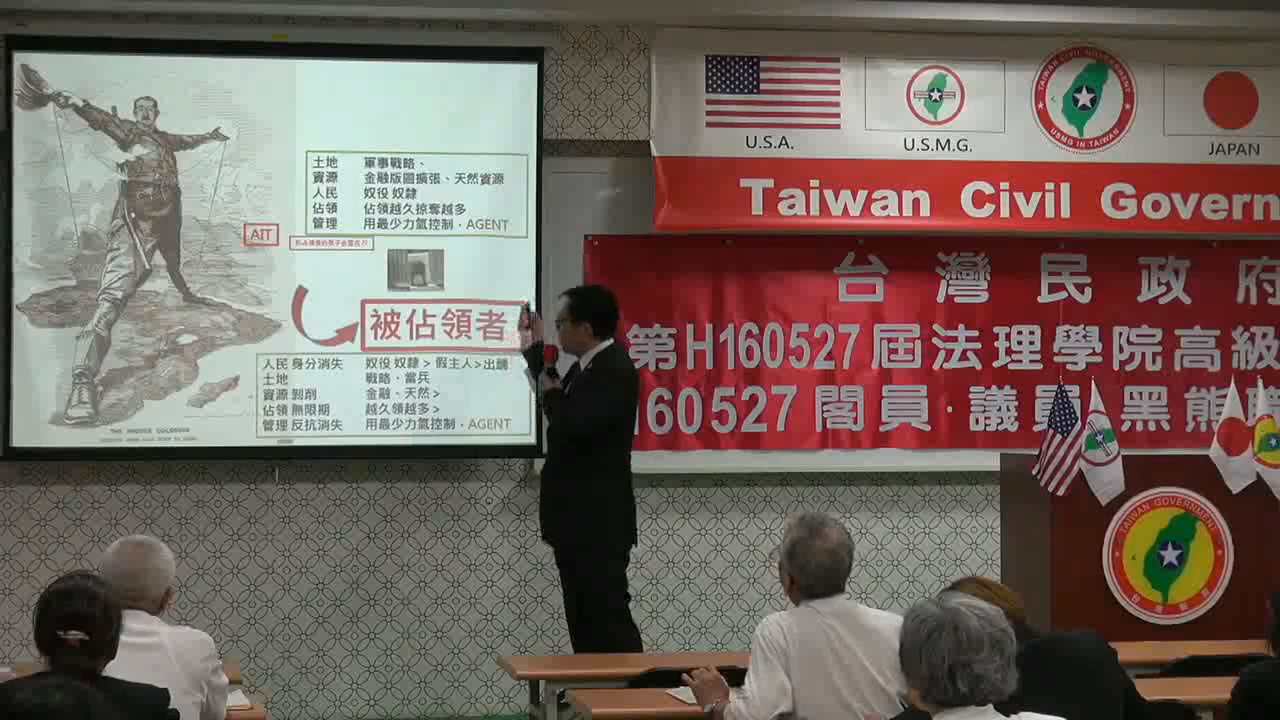 土地 軍事戰略、
資源 金融版圖擴張、天然資源
人民 奴役 奴隸
佔領 佔領越久掠奪越多
管理 用最少力氣控制．AGENT
AIT
被佔領者
人民 身分消失 奴役 奴隸 > 假主人 > 出賣
土地 戰略、當兵
資源 剝削 金融、天然 >
佔領 無限期 越久領越多 >
管理 反抗消失 用最少力氣控制．AGENT
THE RHODES COLOSSUS
U.S.A.
U.S.M.G.
TAIWAN CIVIL GOVERNMENT
USMG IN TAIWAN
JAPAN
Taiwan Civil Govern
台灣民政府
第H160527屆法理學院高級
160527閣員．議員 黑熊
TAIWAN GOVERNMENT